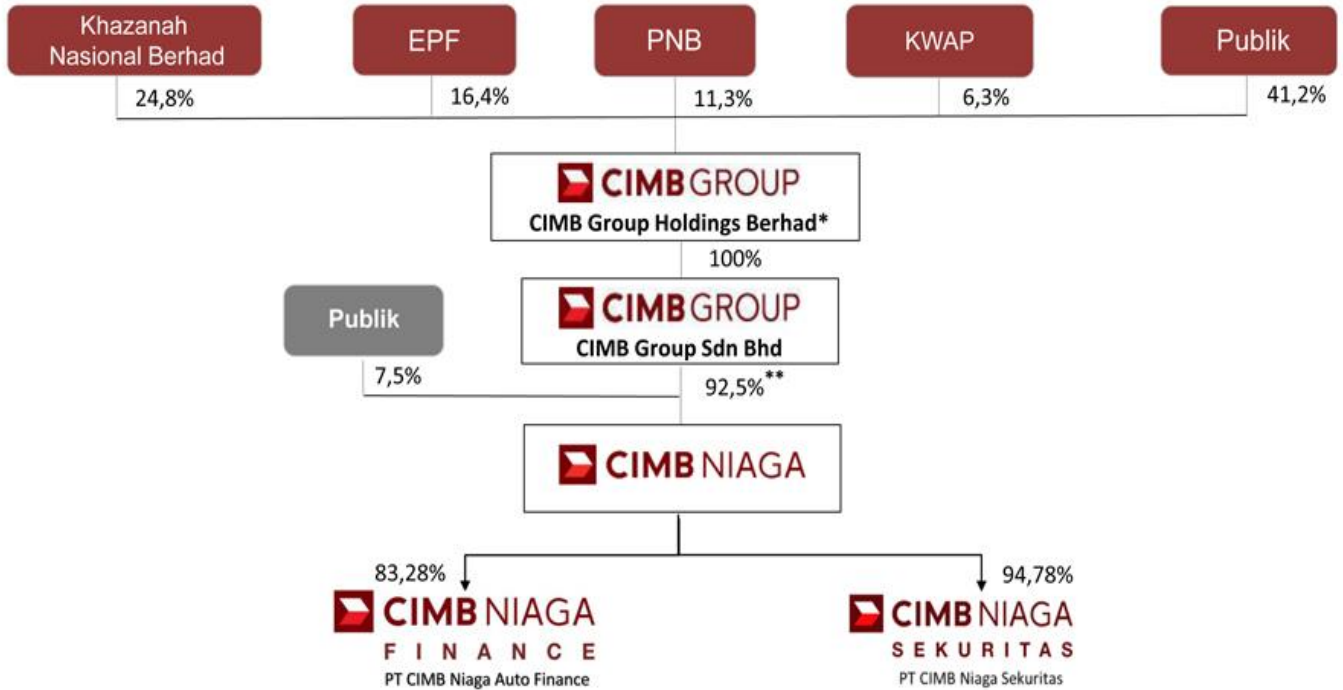 Khazanah
Nasional Berhad
EPF
PNB
KWAP
Publik
24,8%
16,4%
11,3%
6,3%
41,2%
CIMB GROUP
CIMB Group Holdings Berhad*
100%
CIMB GROUP
CIMB Group Sdn Bhd
Publik
7,5%
92,5%**
CIMB NIAGA
83,28%
94,78%
CIMB NIAGA
FINANCE
PT CIMB Niaga Auto Finance
CIMB NIAGA
SEKURITAS
PT CIMB Niaga Sekuritas